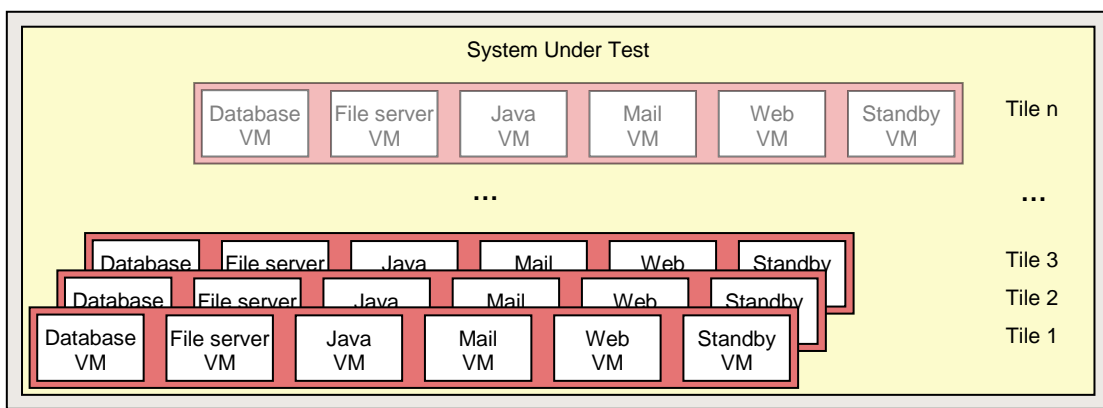 System Under Test
Database VM
File server VM
Java VM
Mail VM
Web VM
Standby VM
Tile n
...
...
Database
File server
Java
Mail
Web
Standby
Tile 3
Database
File server
Java
Mail
Web
Standby
Tile 2
Database VM
File server VM
Java VM
Mail VM
Web VM
Standby VM
Tile 1